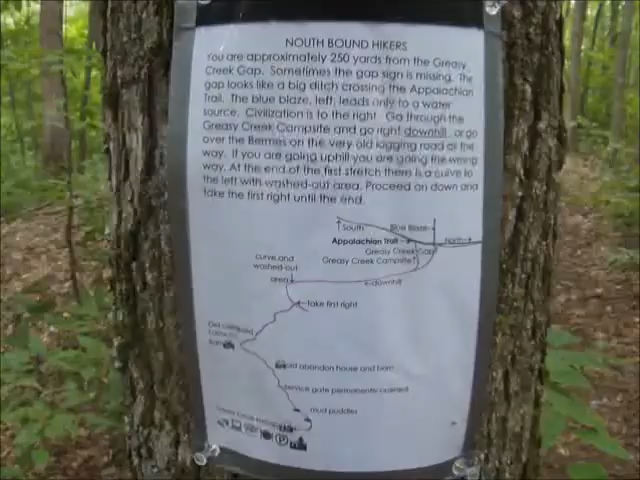 NOUTH BOUND HIKERS
You are approximately 250 yards from the Greasy
Creek Gap. Sometimes the gap sign is missing. The
gap looks like a big ditch crossing the Appalachian
Trail. The blue blaze, left, leads only to a water
source. Civilization is to the right. Go through the
Greasy Creek Campsite and go right downhill, or go
over the Bermes on the very old logging road all the
way. If you are going uphill you are going the wrong
way. At the end of the first stretch there is a curve to
the left with washed-out area. Proceed on down and
take the first right until the end.
South
Blue Blaze
Appalachian Trail
North
Greasy Creek Gap
Greasy Creek Campsite
curve and
washed-out
area
downhill
take first right
old abandon house and barn
service gate permanently opened
mud puddles